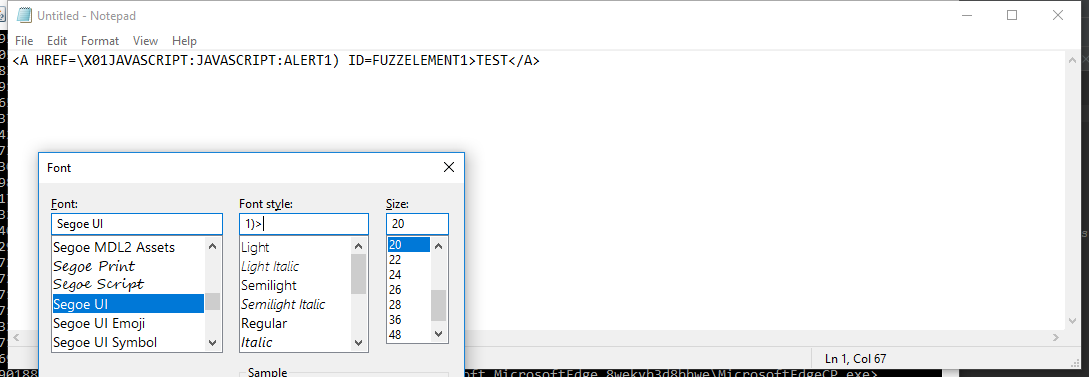 Untitled - Notepad
File Edit Format View Help
<A HREF=\X01JAVASCRIPT:JAVASCRIPT:ALERT1) ID=FUZZELEMENT1>TEST</A>
Font
Font: Font style: Size:
Segoe UI 1)> 20
Segoe MDL2 Assets Light 20
Segoe Print Light Italic 22
Segoe Script Semilight 24
Segoe UI Semilight Italic 26
Segoe UI Emoji Regular 28
Segoe UI Symbol Italic 36
48
Ln 1, Col 67
Sample
oft.MicrosoftEdge_8wekyb3d8bbwe\MicrosoftEdgeCP.exe>